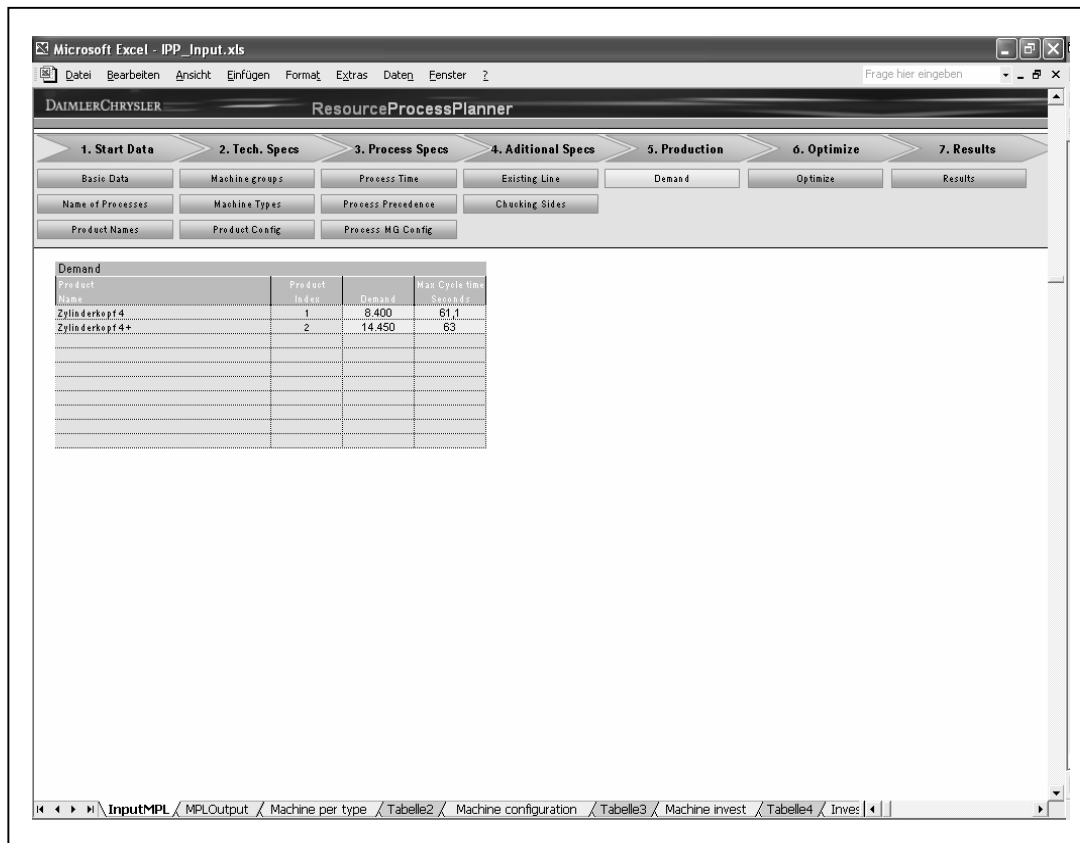 Microsoft Excel - IPP_Input.xls
Datei Bearbeiten Ansicht Einfügen Format Extras Daten Fenster ? Frage hier eingeben
DAIMLERCHRYSLER ResourceProcessPlanner
1. Start Data 2. Tech. Specs 3. Process Specs 4. Aditional Specs 5. Production 6. Optimize 7. Results
Basic Data Machine groups Process Time Existing Line Demand Optimize Results
Name of Processes Machine Types Process Precedence Chucking Sides
Product Names Product Config Process MG Config
Demand
Product Product Max Cycle time
Name Index Demand Seconds
Zylinderkopf 4 1 8.400 61,1
Zylinderkopf 4+ 2 14.450 63
InputMPL MPLOutput Machine per type Tabelle2 Machine configuration Tabelle3 Machine invest Tabelle4 Inves